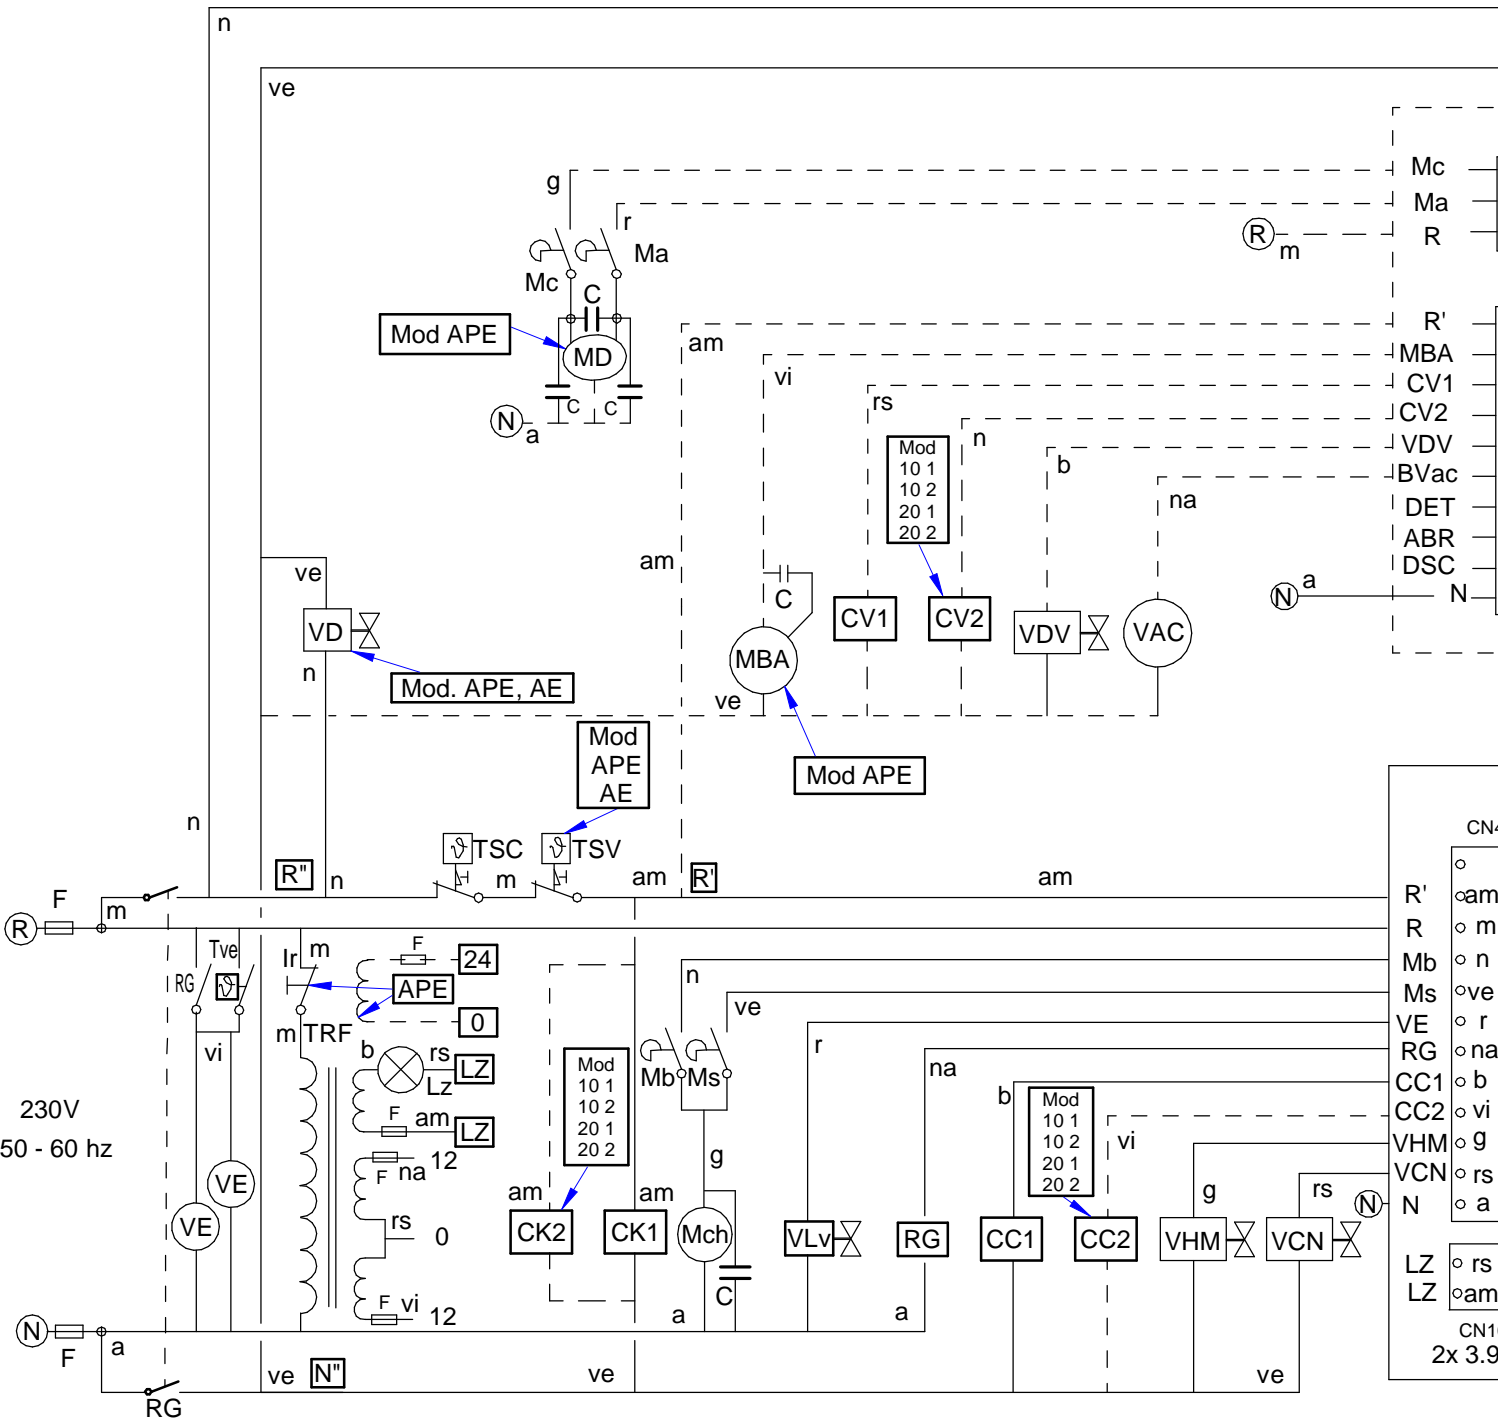 n
ve
Mc
g
Ma
r
R
m
R
Ma
Mc
C
Mod APE
MD
am
R'
vi
MBA
rs
CV1
C
C
N
a
n
CV2
Mod
10 1
10 2
20 1
20 2
b
VDV
na
BVac
DET
ABR
DSC
am
ve
C
N
a
N
VD
CV1
CV2
VDV
VAC
MBA
n
Mod. APE, AE
ve
Mod
APE
AE
Mod APE
n
TSC
TSV
CN4
R"
n
m
am
R'
am
F
m
R
R'
am
R
m
RG
Tve
Ir
m
F
24
APE
n
Mb
n
0
ve
Ms
ve
m
TRF
vi
b
rs
LZ
Lz
r
VE
r
Mb
Ms
na
RG
na
Mod
10 1
10 2
20 1
20 2
b
CC1
b
Mod
10 1
10 2
20 1
20 2
230V
50 - 60 hz
F
am
LZ
vi
CC2
vi
g
VHM
g
F
na
12
VE
VE
rs
0
am
CK2
am
CK1
Mch
VLv
RG
CC1
CC2
g
VHM
rs
VCN
VCN
rs
N
N
a
LZ
rs
LZ
am
F
vi
12
C
a
a
N
F
a
CN1
2x 3.9
ve
N"
ve
ve
RG